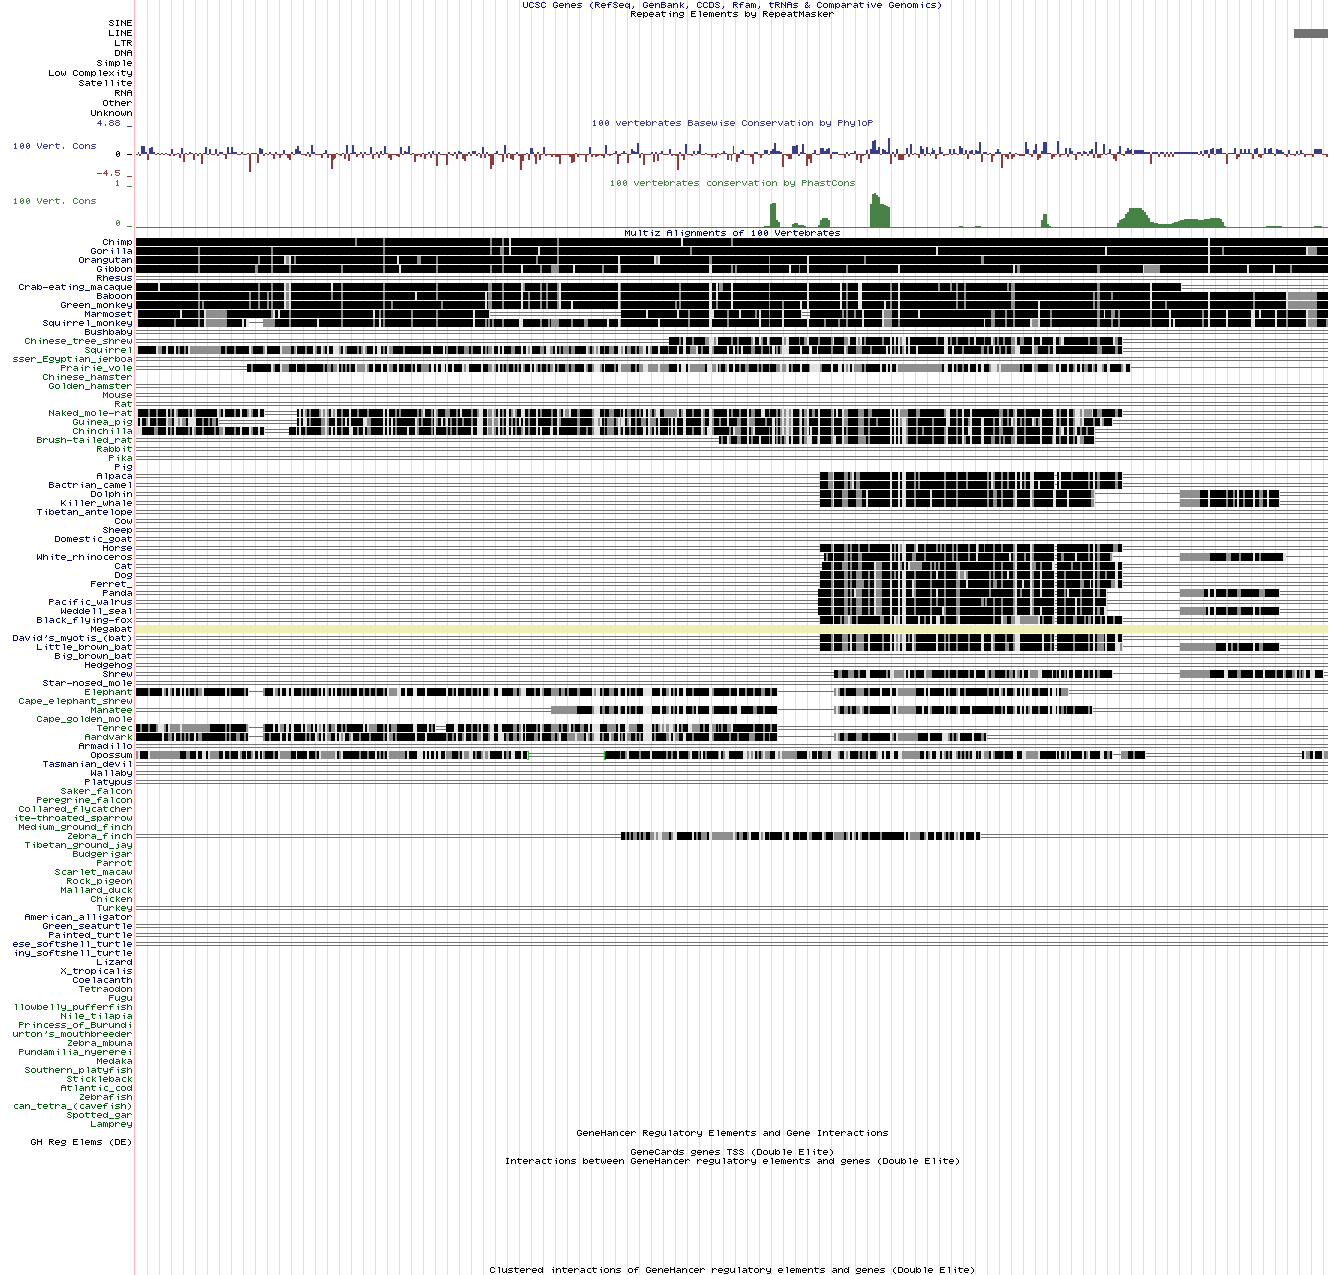 UCSC Genes (RefSeq, GenBank, CCDS, Rfam, tRNAs & Comparative Genomics)
Repeating Elements by RepeatMasker
SINE
LINE
LTR
DNA
Simple
Low Complexity
Satellite
RNA
Other
Unknown
100 vertebrates Basewise Conservation by PhyloP
4.88 _
100 Vert. Cons
0 _
-4.5 _
100 vertebrates conservation by PhastCons
1 _
100 Vert. Cons
0 _
Multiz Alignments of 100 Vertebrates
Chimp
Gorilla
Orangutan
Gibbon
Rhesus
Crab-eating_macaque
Baboon
Green_monkey
Marmoset
Squirrel_monkey
Bushbaby
Chinese_tree_shrew
Squirrel
sser_Egyptian_jerboa
Prairie_vole
Chinese_hamster
Golden_hamster
Mouse
Rat
Naked_mole-rat
Guinea_pig
Chinchilla
Brush-tailed_rat
Rabbit
Pika
Pig
Alpaca
Bactrian_camel
Dolphin
Killer_whale
Tibetan_antelope
Cow
Sheep
Domestic_goat
Horse
White_rhinoceros
Cat
Dog
Ferret_
Panda
Pacific_walrus
Weddell_seal
Black_flying-fox
Megabat
David's_myotis_(bat)
Little_brown_bat
Big_brown_bat
Hedgehog
Shrew
Star-nosed_mole
Elephant
Cape_elephant_shrew
Manatee
Cape_golden_mole
Tenrec
Aardvark
Armadillo
Opossum
Tasmanian_devil
Wallaby
Platypus
Saker_falcon
Peregrine_falcon
Collared_flycatcher
ite-throated_sparrow
Medium_ground_finch
Zebra_finch
Tibetan_ground_jay
Budgerigar
Parrot
Scarlet_macaw
Rock_pigeon
Mallard_duck
Chicken
Turkey
American_alligator
Green_seaturtle
Painted_turtle
ese_softshell_turtle
iny_softshell_turtle
Lizard
X_tropicalis
Coelacanth
Tetraodon
Fugu
llowbelly_pufferfish
Nile_tilapia
Princess_of_Burundi
urton's_mouthbreeder
Zebra_mbuna
Pundamilia_nyererei
Medaka
Southern_platyfish
Stickleback
Atlantic_cod
Zebrafish
can_tetra_(cavefish)
Spotted_gar
Lamprey
GeneHancer Regulatory Elements and Gene Interactions
GH Reg Elems (DE)
GeneCards genes TSS (Double Elite)
Interactions between GeneHancer regulatory elements and genes (Double Elite)
Clustered interactions of GeneHancer regulatory elements and genes (Double Elite)